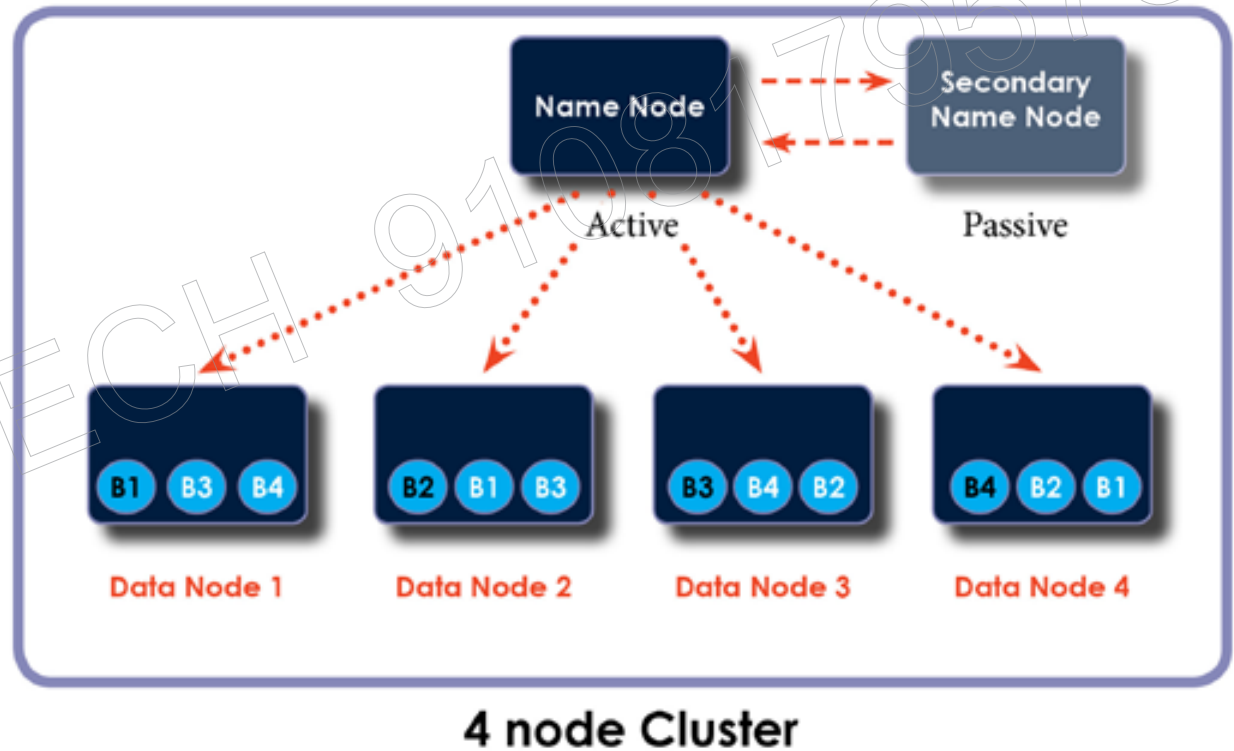 Name Node
Secondary
Name Node
Active
Passive
B1 B3 B4
B2 B1 B3
B3 B4 B2
B4 B2 B1
Data Node 1
Data Node 2
Data Node 3
Data Node 4
4 node Cluster